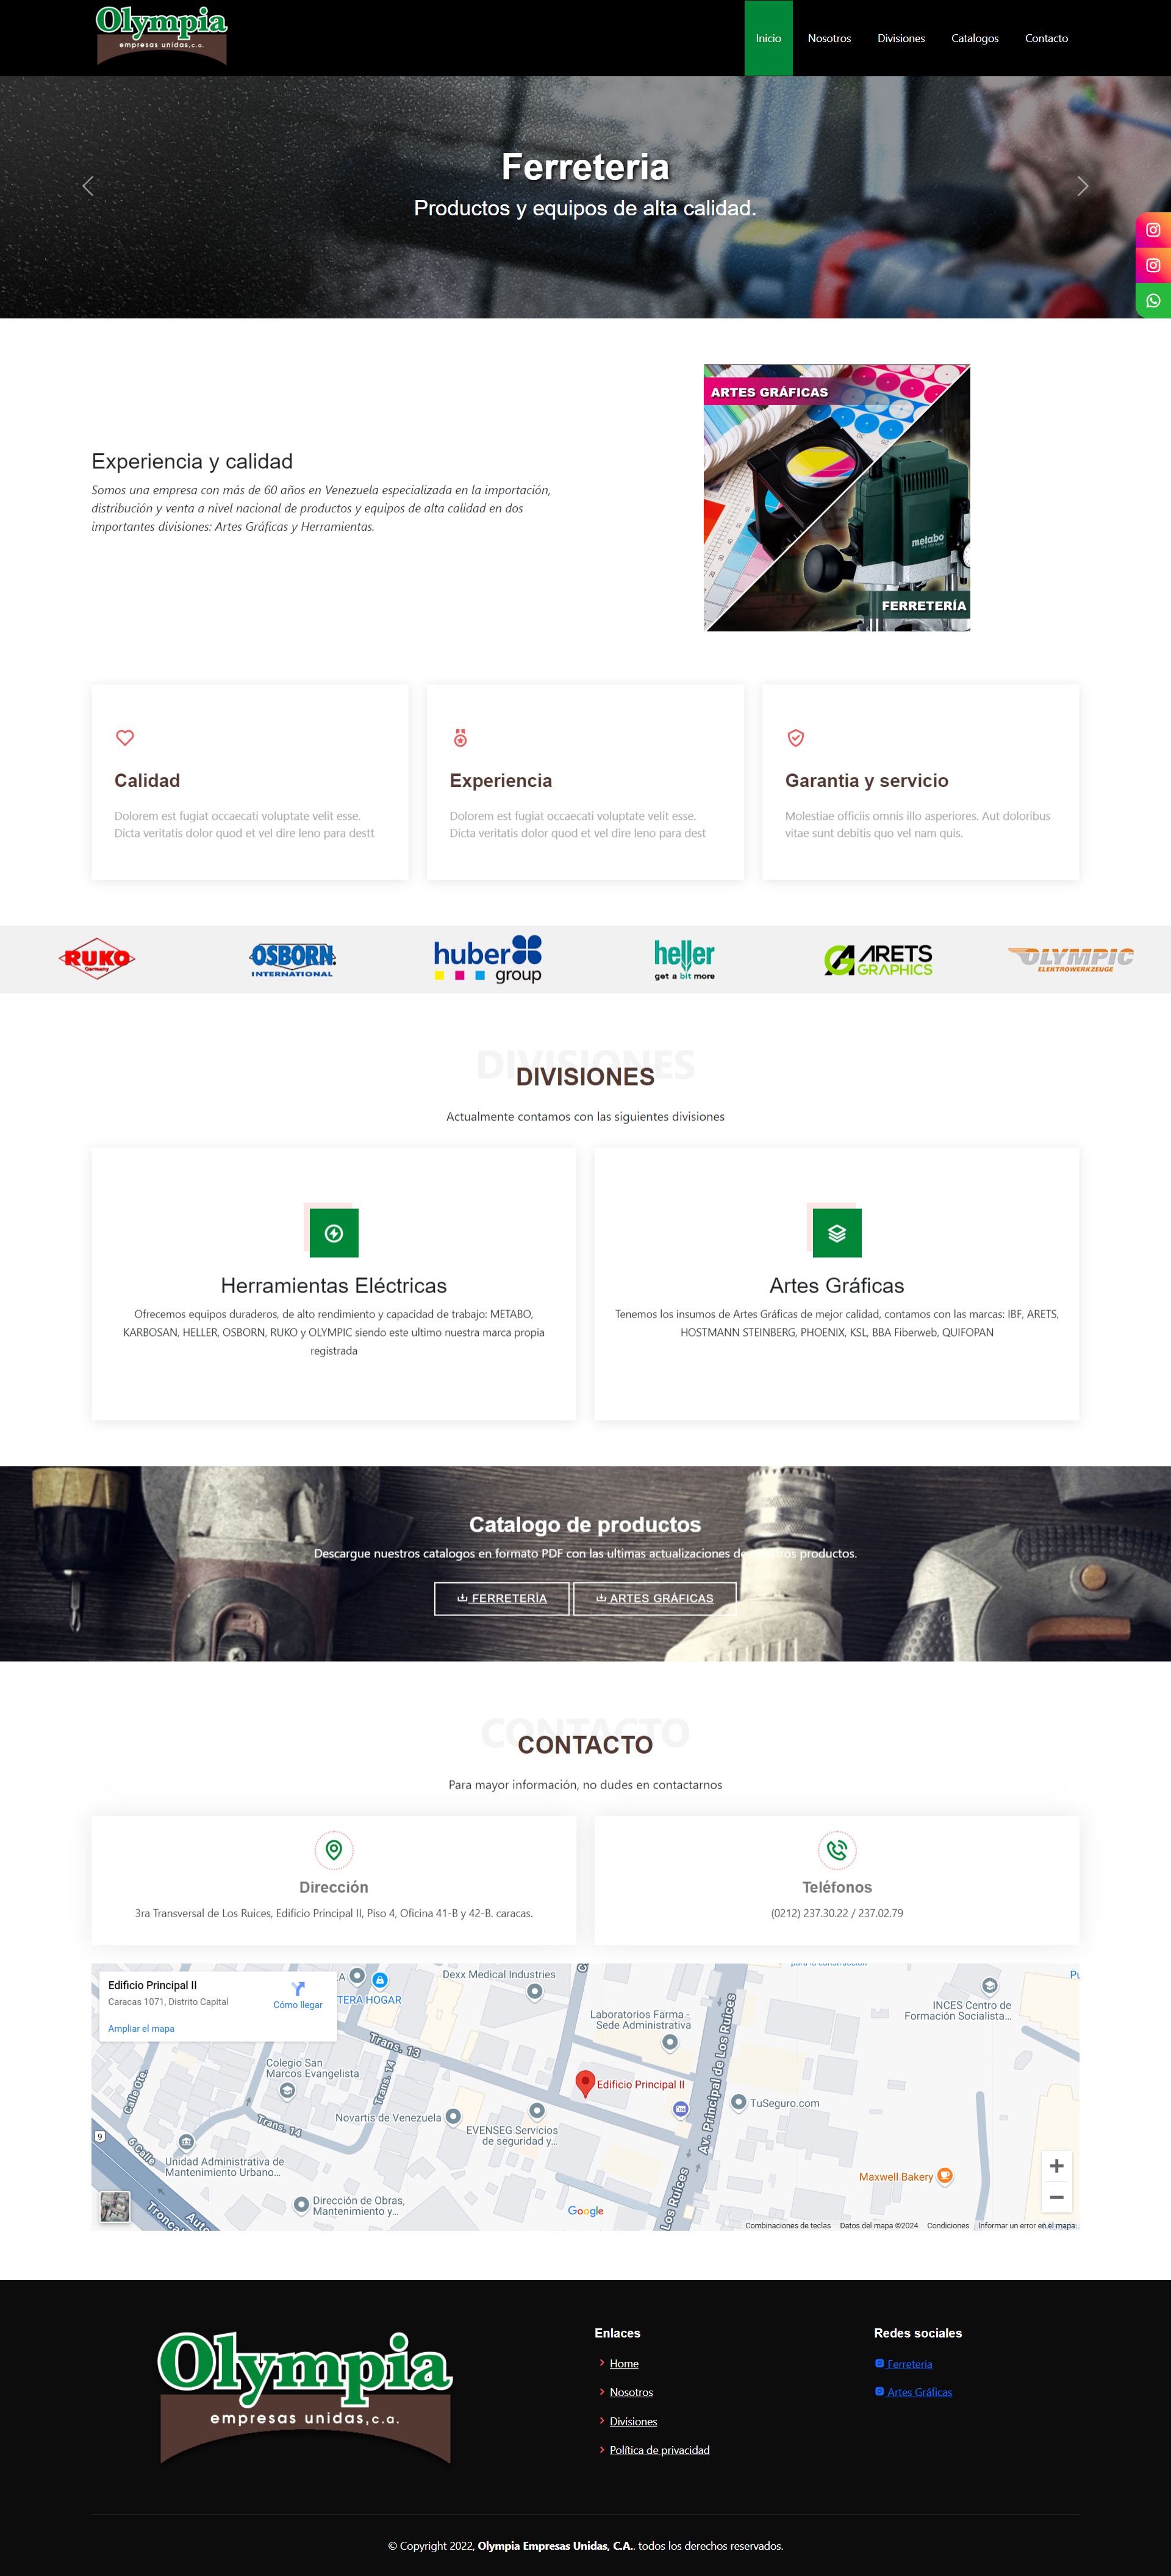 Olympia
empresas unidas,c.a.
Inicio
Nosotros
Divisiones
Catalogos
Contacto
Ferreteria
Productos y equipos de alta calidad.
ARTES GRÁFICAS
metabo
FERRETERÍA
Experiencia y calidad
Somos una empresa con más de 60 años en Venezuela especializada en la importación,
distribución y venta a nivel nacional de productos y equipos de alta calidad en dos
importantes divisiones: Artes Gráficas y Herramientas.
Calidad
Dolorem est fugiat occaecati voluptate velit esse.
Dicta veritatis dolor quod et vel dire leno para destt
Experiencia
Dolorem est fugiat occaecati voluptate velit esse.
Dicta veritatis dolor quod et vel dire leno para dest
Garantia y servicio
Molestiae officiis omnis illo asperiores. Aut doloribus
vitae sunt debitis quo vel nam quis.
RUKO
Germany
OSBORN
INTERNATIONAL
huber
group
heller
get a bit more
ARETS
GRAPHICS
OLYMPIC
ELEKTROWERKZEUGE
DIVISIONES
DIVISIONES
Actualmente contamos con las siguientes divisiones
Herramientas Eléctricas
Ofrecemos equipos duraderos, de alto rendimiento y capacidad de trabajo: METABO,
KARBOSAN, HELLER, OSBORN, RUKO y OLYMPIC siendo este ultimo nuestra marca propia
registrada
Artes Gráficas
Tenemos los insumos de Artes Gráficas de mejor calidad, contamos con las marcas: IBF, ARETS,
HOSTMANN STEINBERG, PHOENIX, KSL, BBA Fiberweb, QUIFOPAN
Catalogo de productos
Descargue nuestros catalogos en formato PDF con las ultimas actualizaciones de nuestros productos.
FERRETERÍA
ARTES GRÁFICAS
CONTACTO
CONTACTO
Para mayor información, no dudes en contactarnos
Dirección
3ra Transversal de Los Ruices, Edificio Principal II, Piso 4, Oficina 41-B y 42-B. caracas.
Teléfonos
(0212) 237.30.22 / 237.02.79
Edificio Principal II
Caracas 1071, Distrito Capital
Cómo llegar
Ampliar el mapa
TERA HOGAR
Dexx Medical Industries
Laboratorios Farma -
Sede Administrativa
para la construcción
INCES Centro de
Formación Socialista...
Trans. 13
Trans. 14
Colegio San
Marcos Evangelista
Calle Ote.
Edificio Principal II
Av. Principal de Los Ruices
Novartis de Venezuela
TuSeguro.com
EVENSEG Servicios
de seguridad y...
Trans. 14
9
6 Calle
Unidad Administrativa de
Mantenimiento Urbano...
Maxwell Bakery
Dirección de Obras,
Mantenimiento y...
Los Ruices
Google
Combinaciones de teclas
Datos del mapa ©2024
Condiciones
Informar un error en el mapa
Olympia
empresas unidas,c.a.
Enlaces
Home
Nosotros
Divisiones
Política de privacidad
Redes sociales
Ferreteria
Artes Gráficas
© Copyright 2022, Olympia Empresas Unidas, C.A.. todos los derechos reservados.